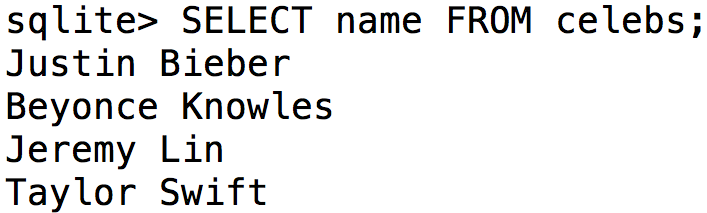 sqlite> SELECT name FROM celebs;
Justin Bieber
Beyonce Knowles
Jeremy Lin
Taylor Swift